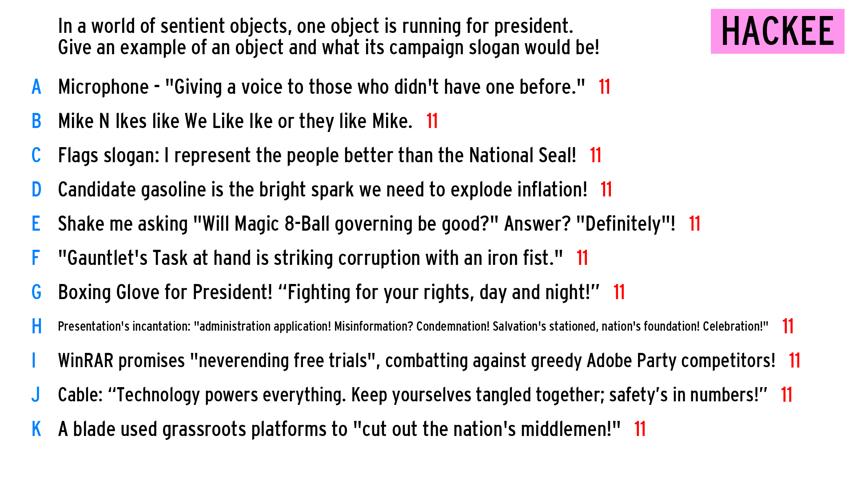 In a world of sentient objects, one object is running for president.
Give an example of an object and what its campaign slogan would be!
HACKEE
A Microphone - "Giving a voice to those who didn't have one before." 11
B Mike N Ikes like We Like Ike or they like Mike. 11
C Flags slogan: I represent the people better than the National Seal! 11
D Candidate gasoline is the bright spark we need to explode inflation! 11
E Shake me asking "Will Magic 8-Ball governing be good?" Answer? "Definitely"! 11
F "Gauntlet's Task at hand is striking corruption with an iron fist." 11
G Boxing Glove for President! “Fighting for your rights, day and night!” 11
H Presentation's incantation: "administration application! Misinformation? Condemnation! Salvation's stationed, nation's foundation! Celebration!" 11
I WinRAR promises "neverending free trials", combatting against greedy Adobe Party competitors! 11
J Cable: “Technology powers everything. Keep yourselves tangled together; safety’s in numbers!” 11
K A blade used grassroots platforms to "cut out the nation's middlemen!" 11